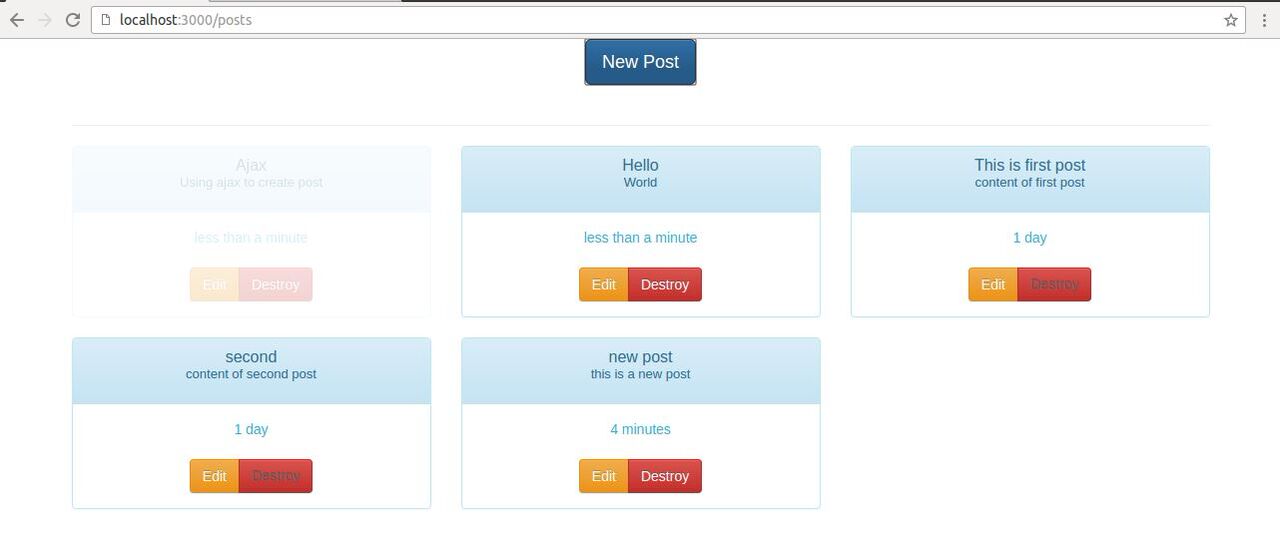 localhost:3000/posts
New Post
Ajax
Using ajax to create post
less than a minute
Edit Destroy
Hello
World
less than a minute
Edit Destroy
This is first post
content of first post
1 day
Edit Destroy
second
content of second post
1 day
Edit Destroy
new post
this is a new post
4 minutes
Edit Destroy